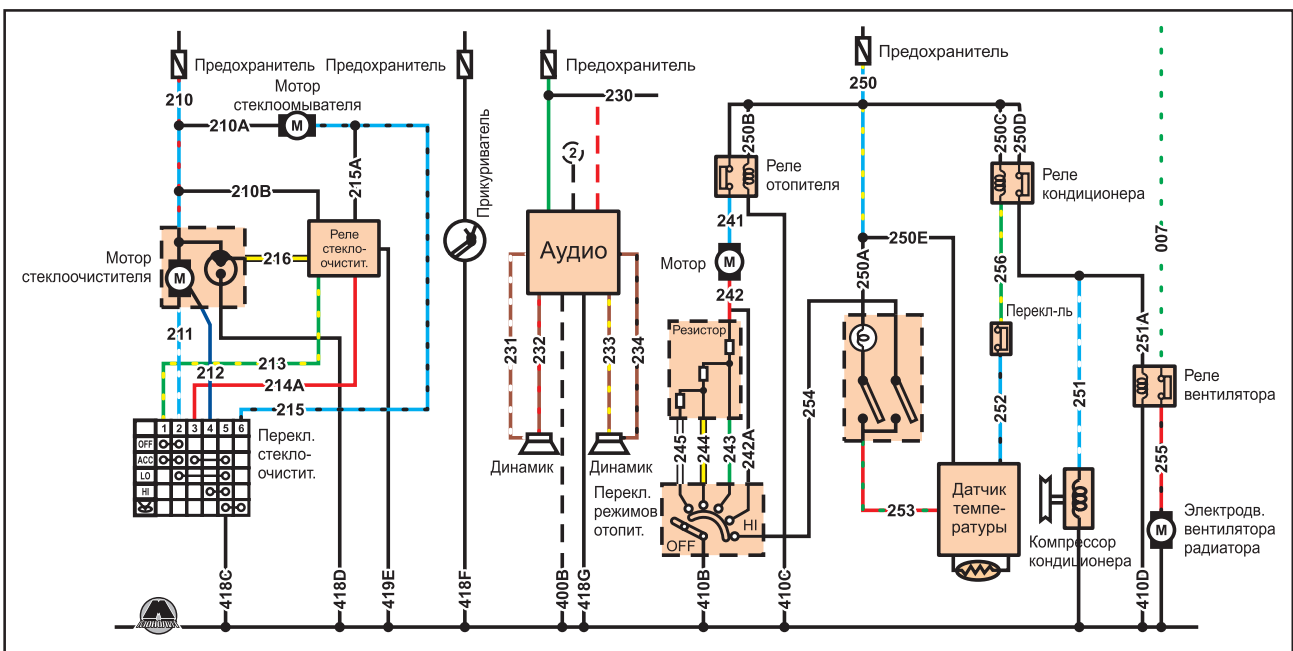 Предохранитель
Предохранитель
Предохранитель
Предохранитель
210
Мотор
стеклоомывателя
210A
M
215A
210B
Реле
стекло-
очистит.
216
Мотор
стеклоочистителя
M
211
212
213
214A
215
1 2 3 4 5 6
OFF
ACC
LO
HI
Перекл.
стекло-
очистит.
418C
418D
419E
Прикуриватель
418F
230
2
Аудио
231
232
233
234
Динамик
Динамик
400B
418G
250
250B
250C
250D
Реле
отопителя
Реле
кондиционера
241
Мотор
M
242
Резистор
245
244
243
242A
Перекл.
режимов
отопит.
OFF
HI
410B
410C
254
250A
250E
256
Перекл-ль
252
253
Датчик
темпе-
ратуры
251
Компрессор
кондиционера
007
251A
Реле
вентилятора
255
M
Электродв.
вентилятора
радиатора
410D